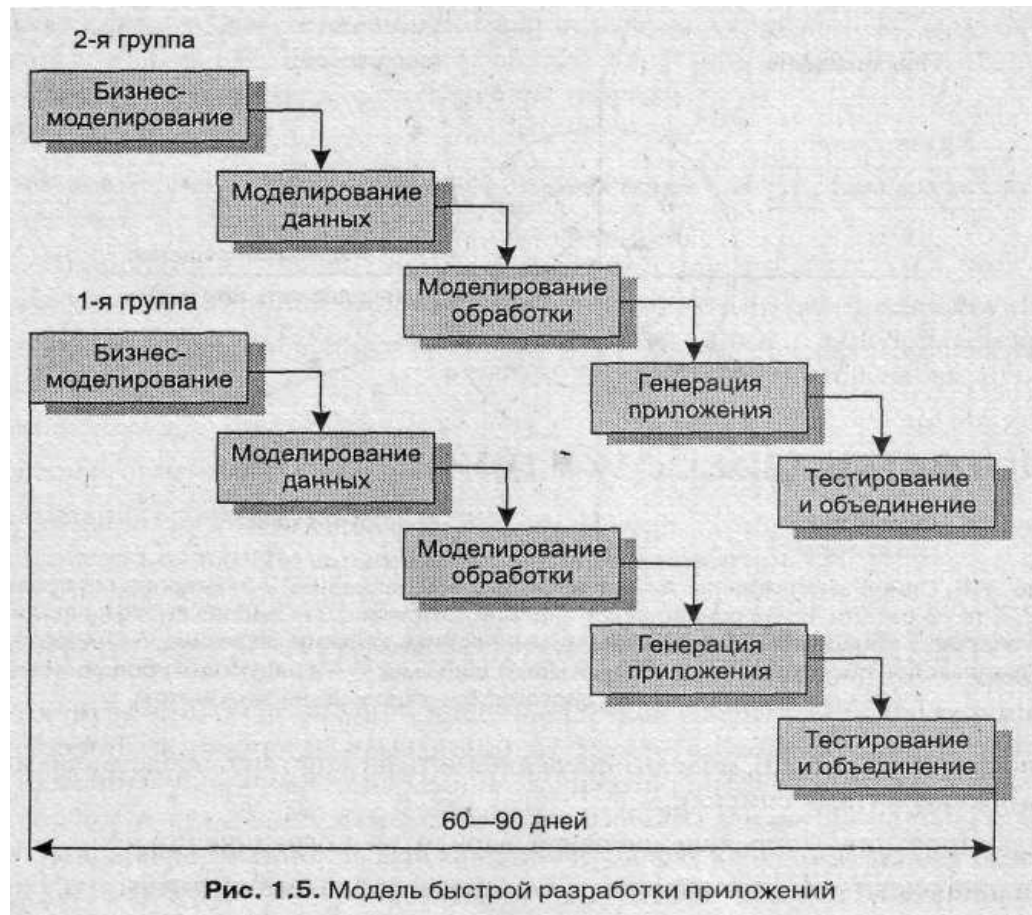 2-я группа
Бизнес-
моделирование
Моделирование
данных
Моделирование
обработки
Генерация
приложения
Тестирование
и объединение
1-я группа
Бизнес-
моделирование
Моделирование
данных
Моделирование
обработки
Генерация
приложения
Тестирование
и объединение
60—90 дней
Рис. 1.5. Модель быстрой разработки приложений